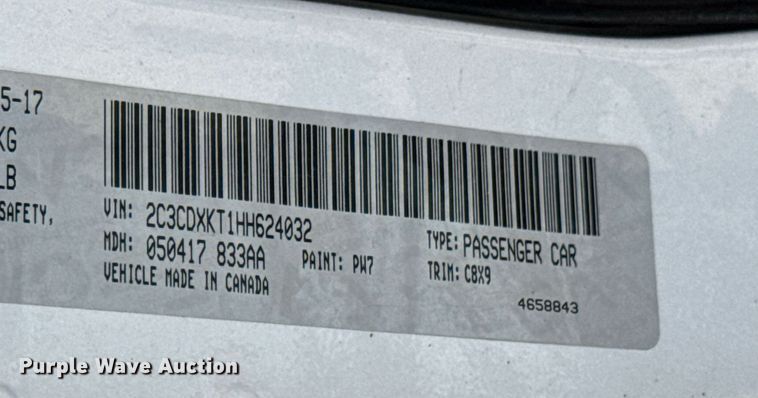 5-17
KG
LB
SAFETY,
VIN: 2C3CDXKT1HH624032
MDH: 050417 833AA
PAINT: PW7
VEHICLE MADE IN CANADA
TYPE: PASSENGER CAR
TRIM: C8X9
4658843
Purple Wave Auction